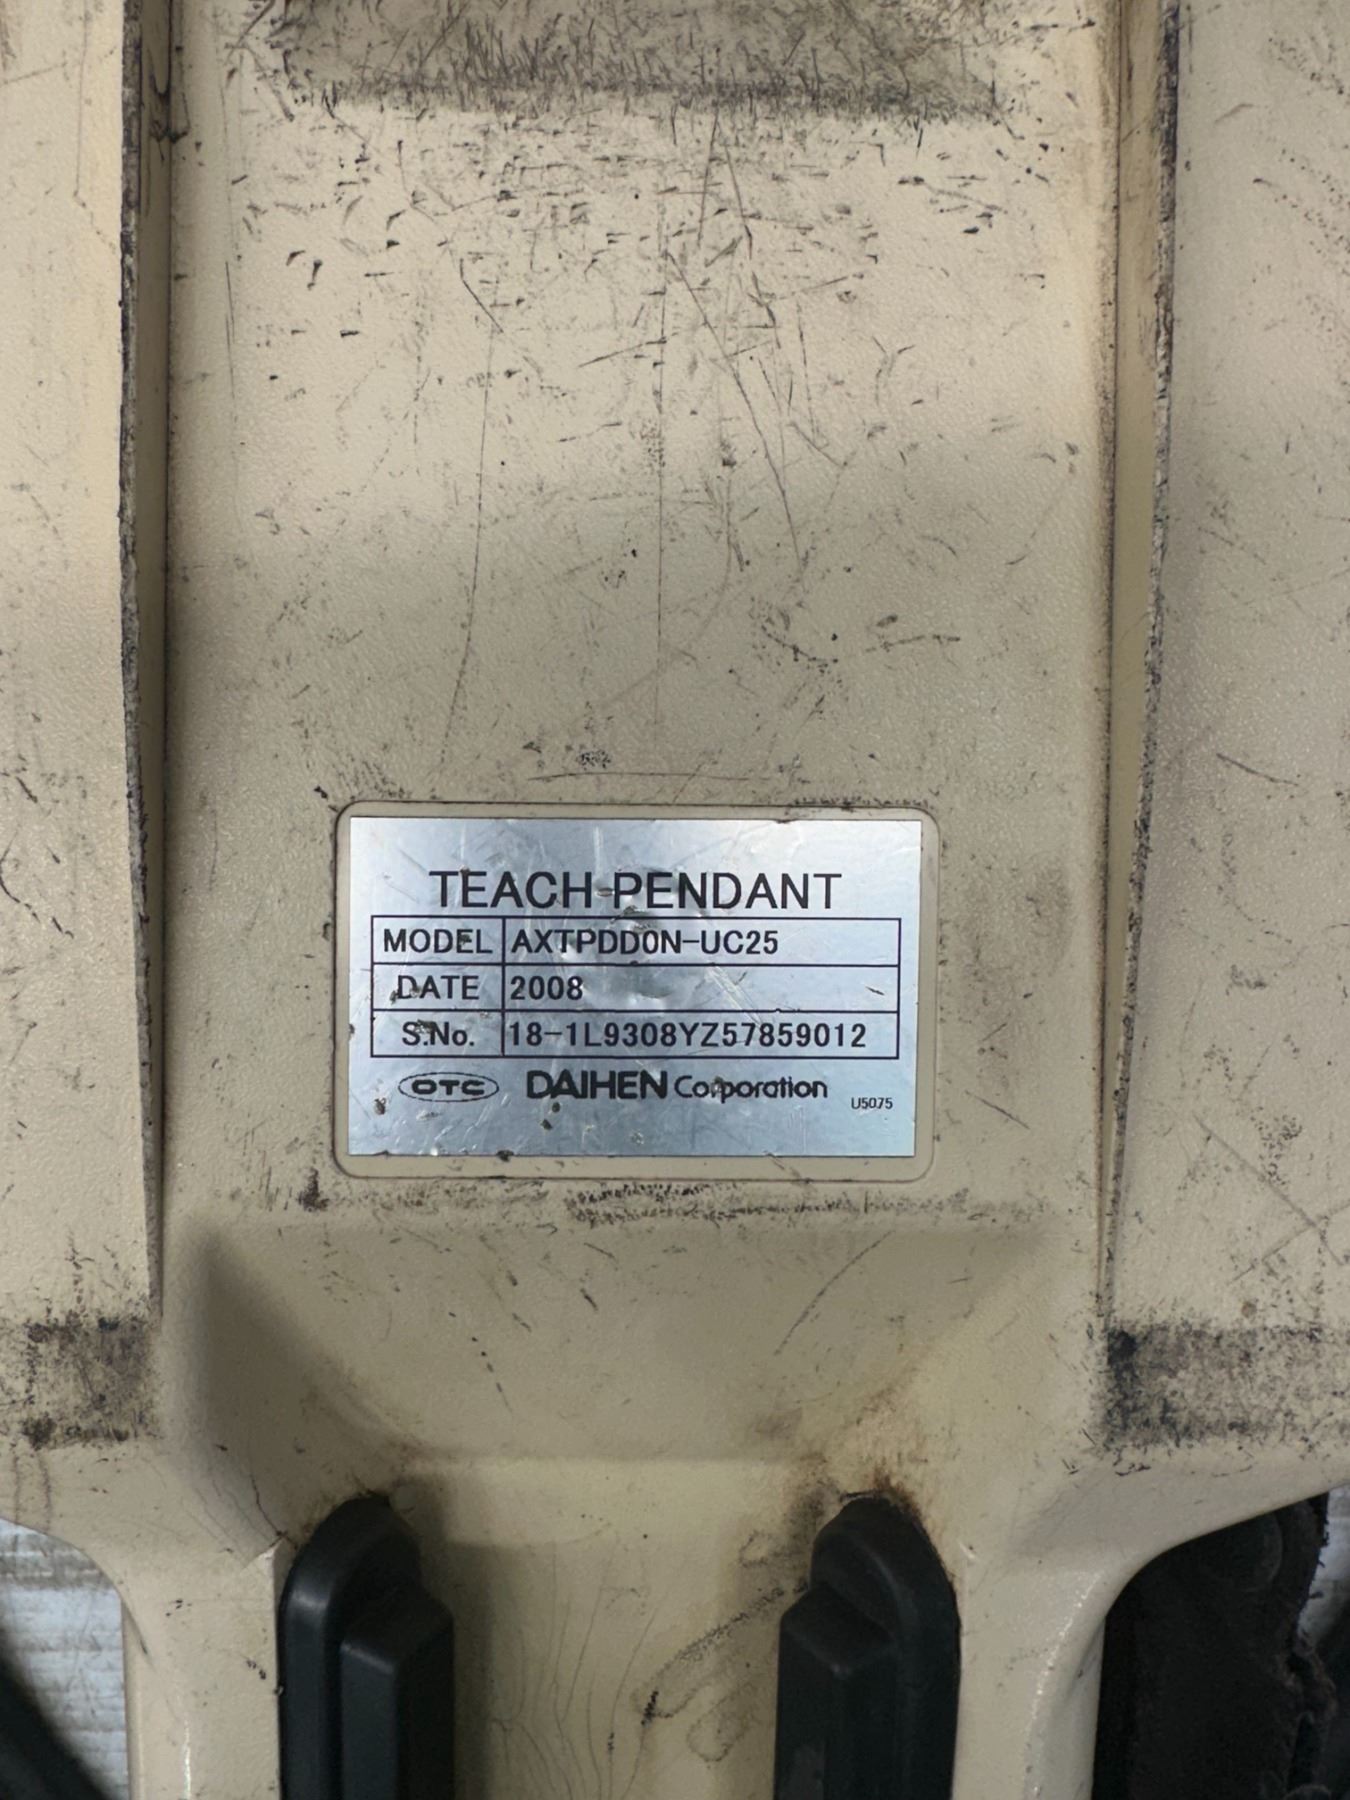 TEACH PENDANT
MODEL AXTPDD0N-UC25
DATE 2008
S.No. 18-1L9308YZ57859012
OTC DAIHEN Corporation U5075